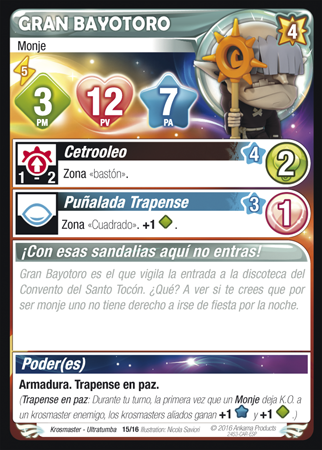 GRAN BAYOTORO
4
Monje
5
3
PM
12
PV
7
PA
Cetrooleo
4
2
1 - 2
Zona «bastón».
Puñalada Trapense
3
1
Zona «Cuadrado». +1 .
¡Con esas sandalias aquí no entras!
Gran Bayotoro es el que vigila la entrada a la discoteca del
Convento del Santo Tocón. ¿Qué? A ver si te crees que por
ser monje uno no tiene derecho a irse de fiesta por la noche.
Poder(es)
Armadura. Trapense en paz.
(Trapense en paz: Durante tu turno, la primera vez que un Monje deja K.O. a
un krosmaster enemigo, los krosmasters aliados ganan +1 y +1 .)
Krosmaster - Ultratumba 15/16 Illustration: Nicola Saviori
© 2016 Ankama Products